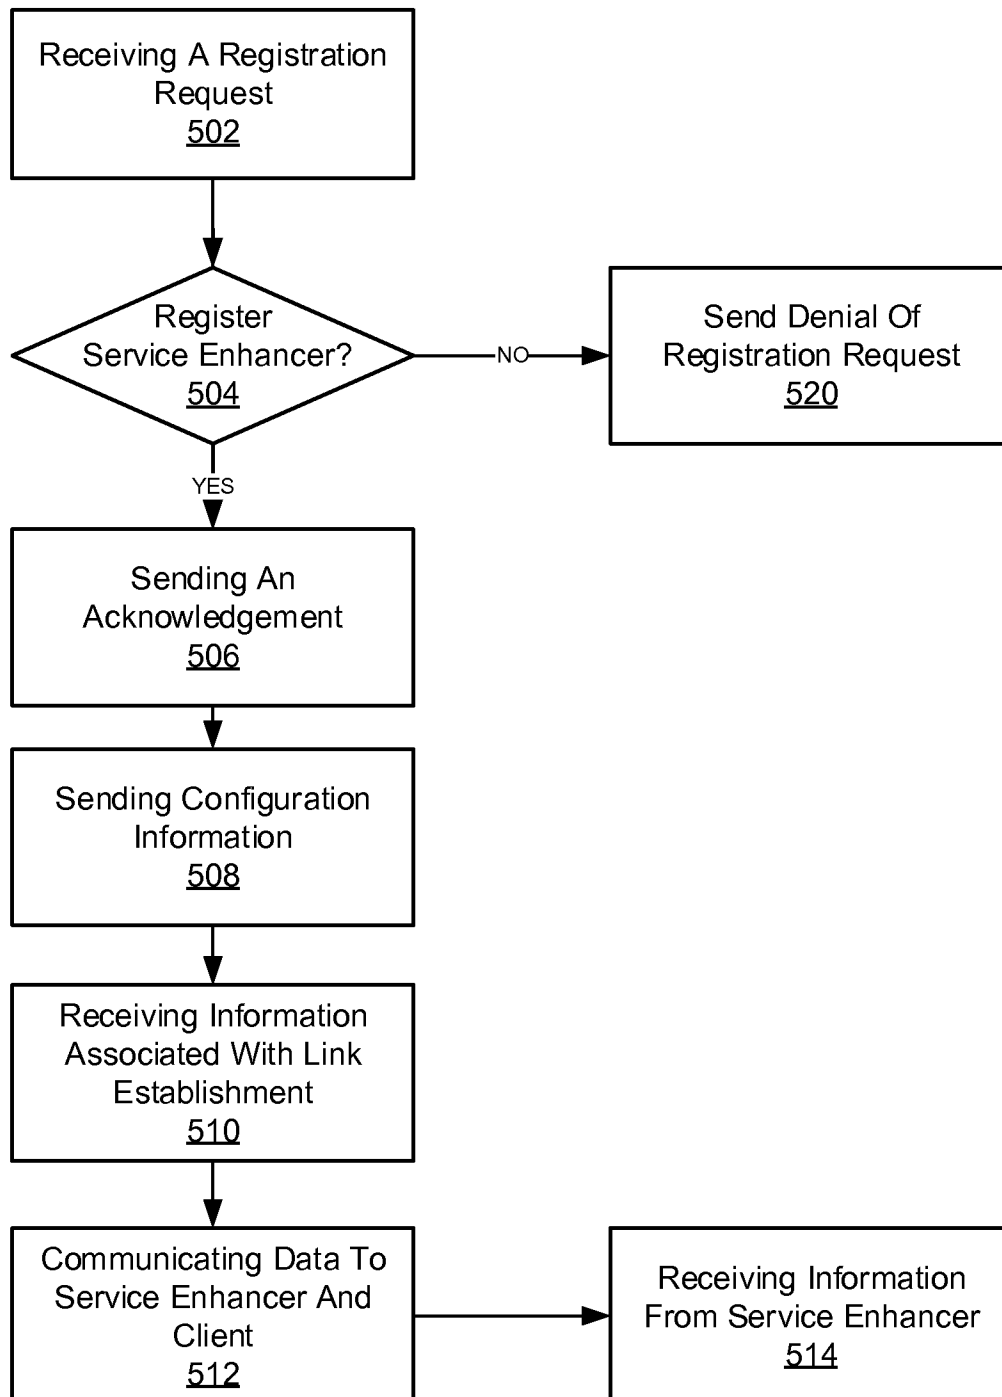 Receiving A Registration
Request
502
Register
Service Enhancer?
504
NO
Send Denial Of
Registration Request
520
YES
Sending An
Acknowledgement
506
Sending Configuration
Information
508
Receiving Information
Associated With Link
Establishment
510
Communicating Data To
Service Enhancer And
Client
512
Receiving Information
From Service Enhancer
514